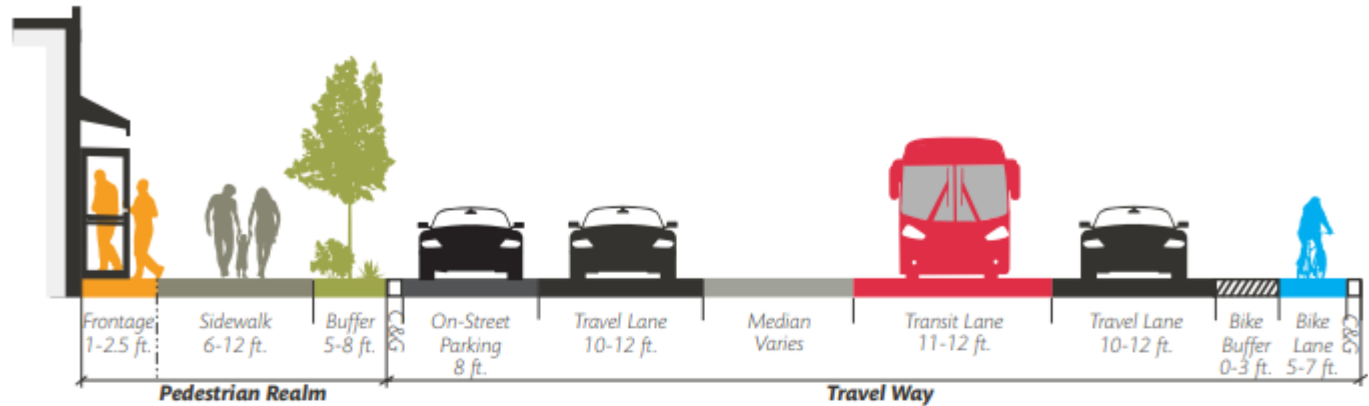 Frontage
1-2.5 ft.
Sidewalk
6-12 ft.
Buffer
5-8 ft.
C&G
On-Street
Parking
8 ft.
Travel Lane
10-12 ft.
Median
Varies
Transit Lane
11-12 ft.
Travel Lane
10-12 ft.
Bike
Buffer
0-3 ft.
Bike
Lane
5-7 ft.
C&G
Pedestrian Realm
Travel Way